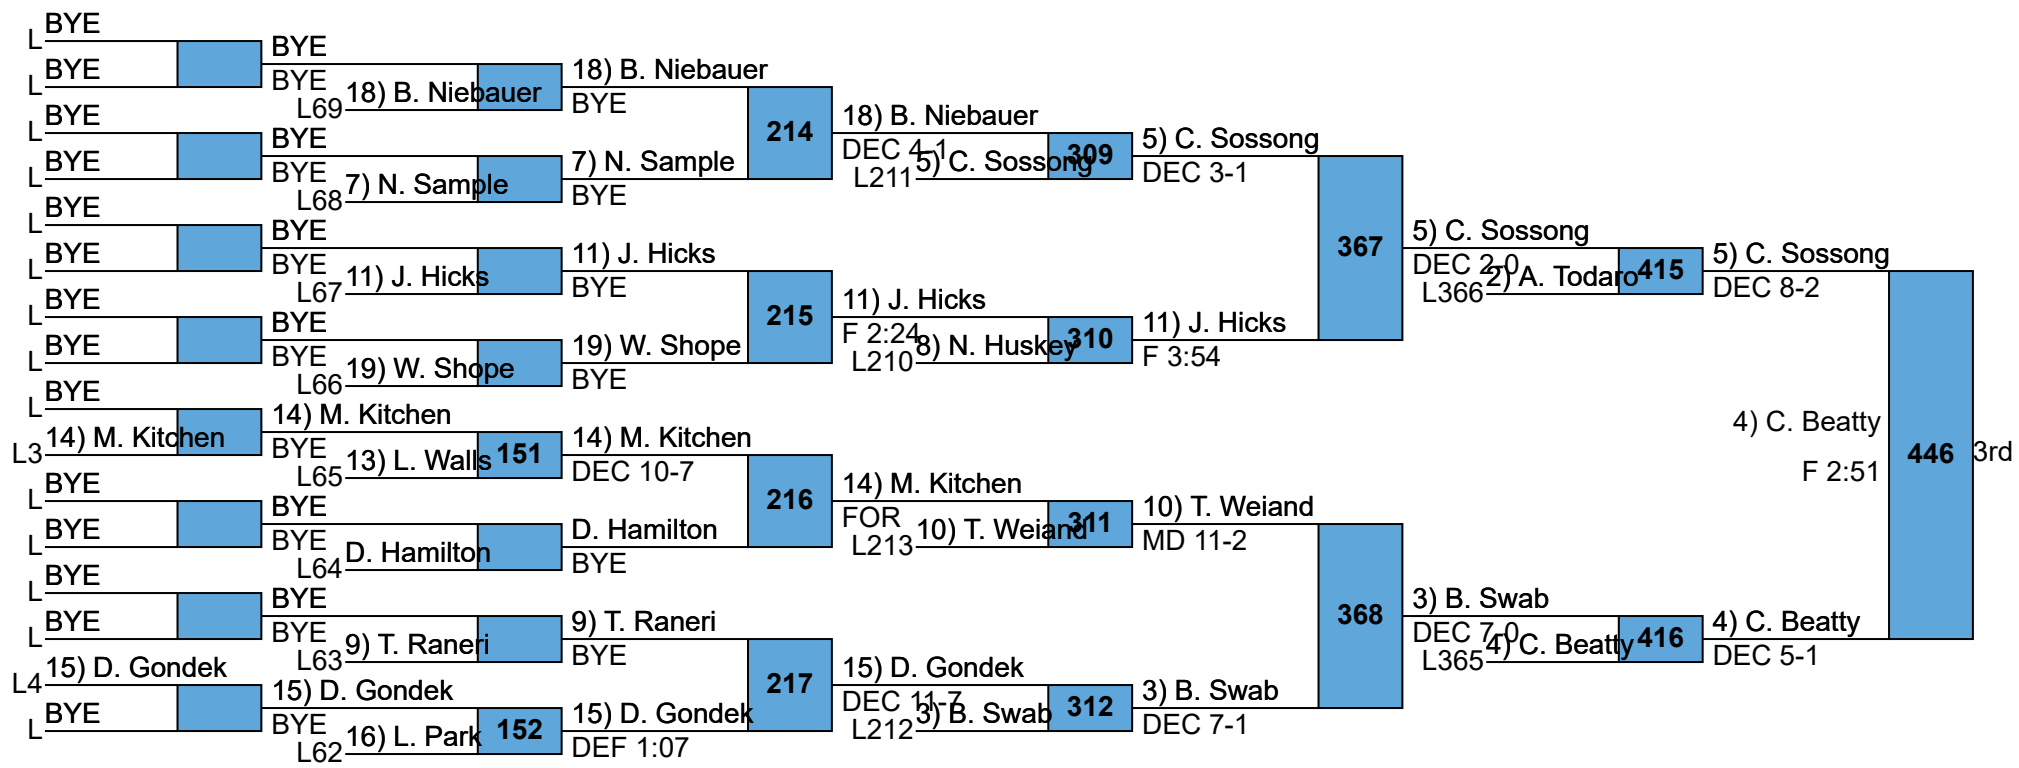 BYE
L
BYE
L
BYE
BYE
L69 18) B. Niebauer
18) B. Niebauer
BYE
BYE
L
BYE
L
BYE
BYE
L68 7) N. Sample
7) N. Sample
BYE
214
18) B. Niebauer
DEC 4-1
L211 5) C. Sossong
309
5) C. Sossong
DEC 3-1
BYE
L
BYE
L
BYE
BYE
L67 11) J. Hicks
11) J. Hicks
BYE
BYE
L
BYE
L
BYE
BYE
L66 19) W. Shope
19) W. Shope
BYE
215
11) J. Hicks
F 2:24
L210 8) N. Huskey
310
11) J. Hicks
F 3:54
367
5) C. Sossong
DEC 2-0
L366 2) A. Todaro
415
5) C. Sossong
DEC 8-2
BYE
L
L3 14) M. Kitchen
14) M. Kitchen
BYE
L65 13) L. Walls
151
14) M. Kitchen
DEC 10-7
BYE
L
BYE
L
BYE
BYE
L64 D. Hamilton
D. Hamilton
BYE
216
14) M. Kitchen
FOR
L213 10) T. Weiand
311
10) T. Weiand
MD 11-2
BYE
L
BYE
L
BYE
BYE
L63 9) T. Raneri
9) T. Raneri
BYE
L4 15) D. Gondek
BYE
L
15) D. Gondek
BYE
L62 16) L. Park
152
15) D. Gondek
DEF 1:07
217
15) D. Gondek
DEC 11-7
L212 3) B. Swab
312
3) B. Swab
DEC 7-1
368
3) B. Swab
DEC 7-0
L365 4) C. Beatty
416
4) C. Beatty
DEC 5-1
4) C. Beatty
F 2:51
446
3rd